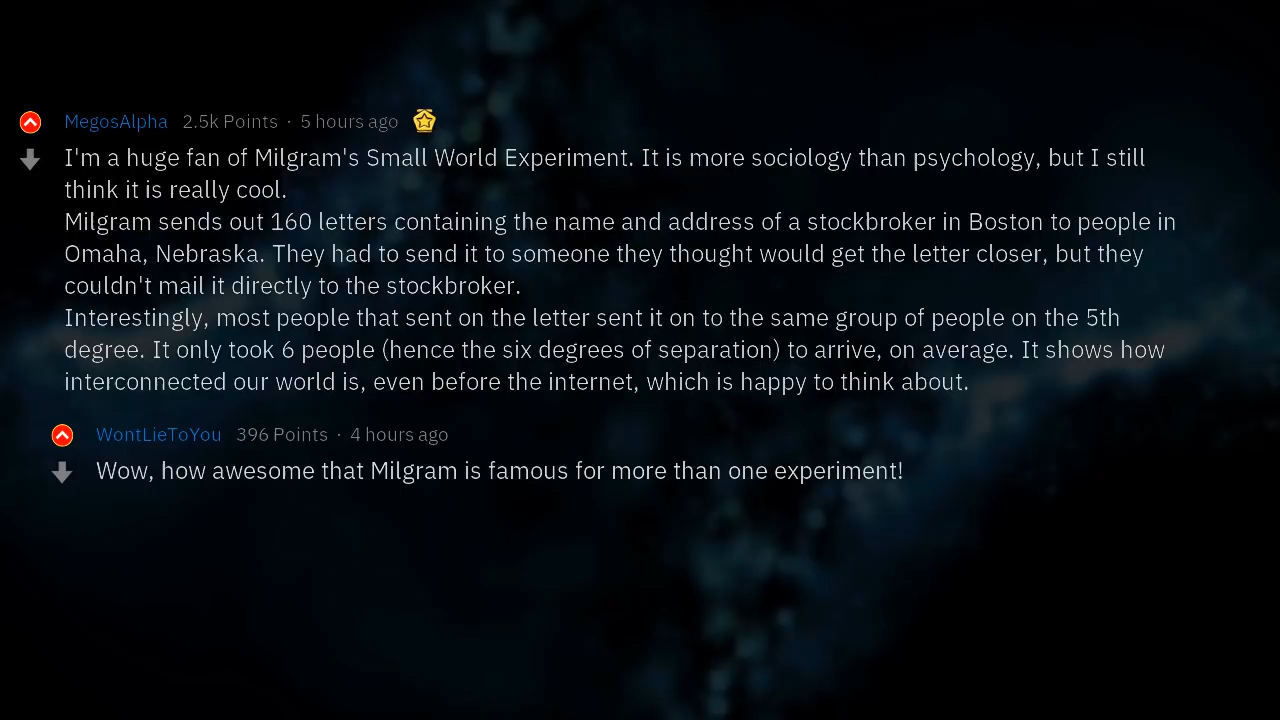 MegosAlpha 2.5k Points · 5 hours ago
I'm a huge fan of Milgram's Small World Experiment. It is more sociology than psychology, but I still
think it is really cool.
Milgram sends out 160 letters containing the name and address of a stockbroker in Boston to people in
Omaha, Nebraska. They had to send it to someone they thought would get the letter closer, but they
couldn't mail it directly to the stockbroker.
Interestingly, most people that sent on the letter sent it on to the same group of people on the 5th
degree. It only took 6 people (hence the six degrees of separation) to arrive, on average. It shows how
interconnected our world is, even before the internet, which is happy to think about.
WontLieToYou 396 Points · 4 hours ago
Wow, how awesome that Milgram is famous for more than one experiment!